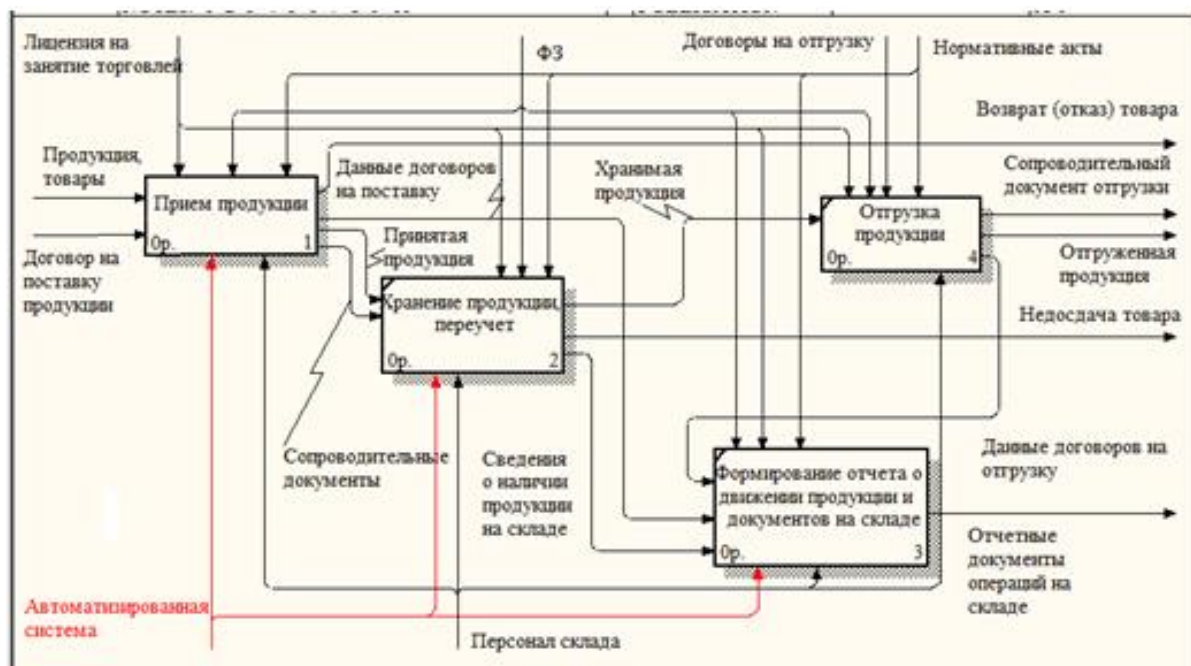 Лицензия на
занятие торговлей
ФЗ
Договоры на отгрузку
Нормативные акты
Возврат (отказ) товара
Продукция,
товары
Данные договоров
на поставку
Хранимая
продукция
Сопроводительный
документ отгрузки
Прием продукции
0р.
1
Отгрузка
продукции
0р.
4
Договор на
поставку
продукции
Принятая
продукция
Отгруженная
продукция
Хранение продукции,
переучет
0р.
2
Недосдача товара
Сопроводительные
документы
Сведения
о наличии
продукции
на складе
Формирование отчета о
движении продукции и
документов на складе
0р.
3
Данные договоров на
отгрузку
Отчетные
документы
операций на
складе
Автоматизированная
система
Персонал склада